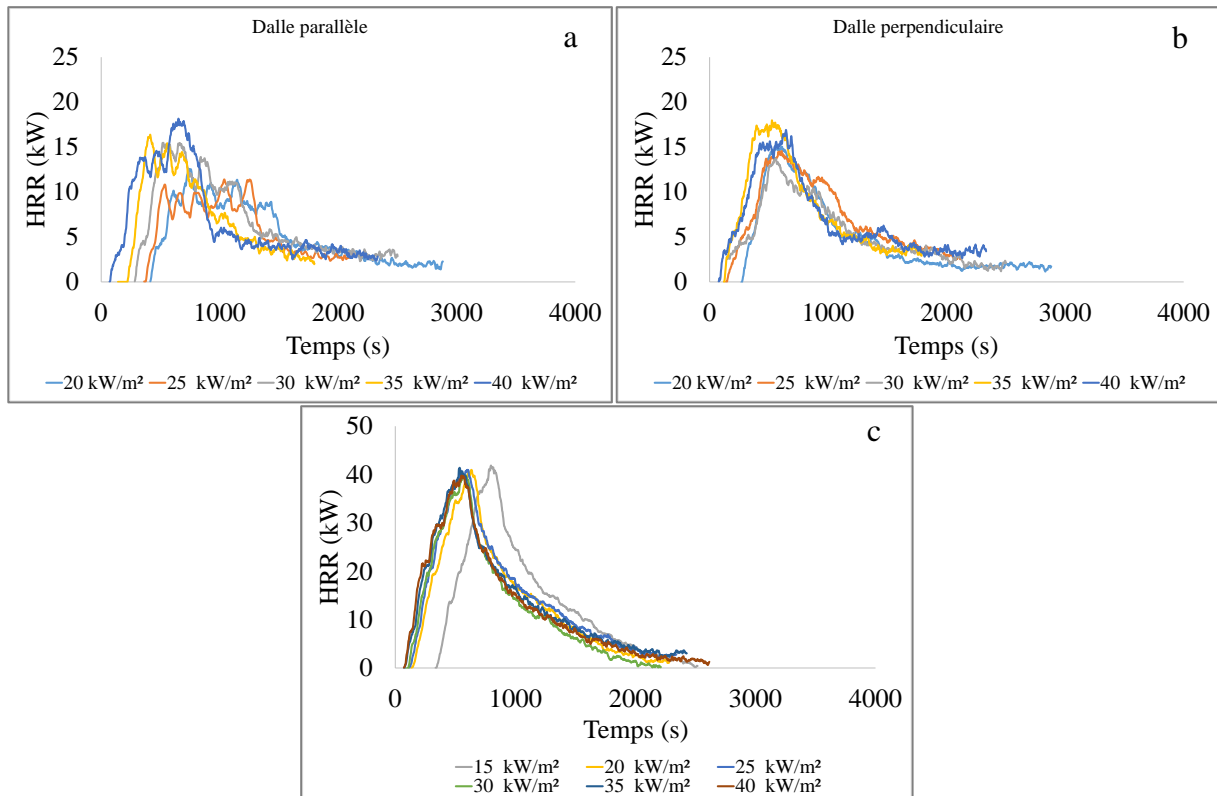 Dalle parallèle
a
25
20
15
10
5
0
HRR (kW)
0 1000 2000 3000 4000
Temps (s)
20 kW/m² 25 kW/m² 30 kW/m² 35 kW/m² 40 kW/m²
Dalle perpendiculaire
b
25
20
15
10
5
0
HRR (kW)
0 1000 2000 3000 4000
Temps (s)
20 kW/m² 25 kW/m² 30 kW/m² 35 kW/m² 40 kW/m²
c
50
40
30
20
10
0
HRR (kW)
0 1000 2000 3000 4000
Temps (s)
15 kW/m² 20 kW/m² 25 kW/m²
30 kW/m² 35 kW/m² 40 kW/m²